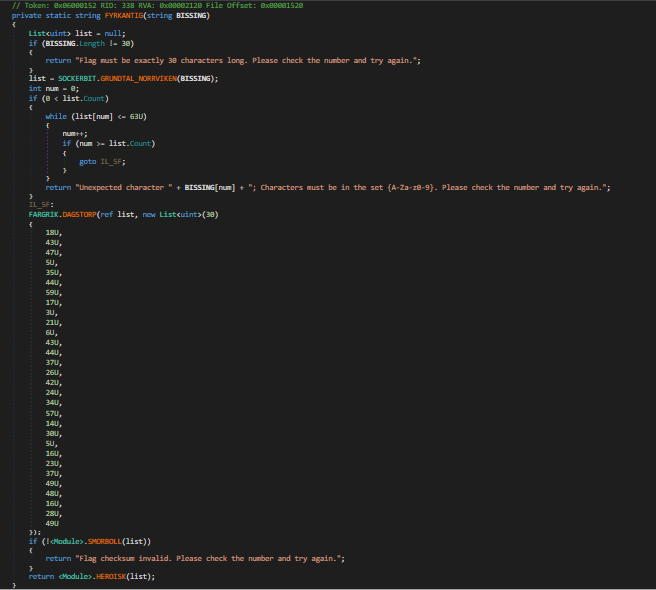 // Token: 0x06000152 RID: 338 RVA: 0x00002120 File Offset: 0x00001520
private static string FYRKANTIG(string BISSING)
{
List<uint> list = null;
if (BISSING.Length != 30)
{
return "Flag must be exactly 30 characters long. Please check the number and try again.";
}
list = SOCKERBIT.GRUNDTAL_NORRVIKEN(BISSING);
int num = 0;
if (0 < list.Count)
{
while (list[num] <= 63U)
{
num++;
if (num >= list.Count)
{
goto IL_5F;
}
}
return "Unexpected character " + BISSING[num] + "; Characters must be in the set {A-Za-z0-9}. Please check the number and try again.";
}
IL_5F:
FARGRIK.DAGSTORP(ref list, new List<uint>(30)
{
18U,
43U,
47U,
5U,
35U,
44U,
59U,
17U,
3U,
21U,
6U,
43U,
44U,
37U,
26U,
42U,
24U,
34U,
57U,
14U,
30U,
5U,
16U,
23U,
37U,
49U,
48U,
16U,
28U,
49U
});
if (!<Module>.SMORBOLL(list))
{
return "Flag checksum invalid. Please check the number and try again.";
}
return <Module>.HEROISK(list);
}